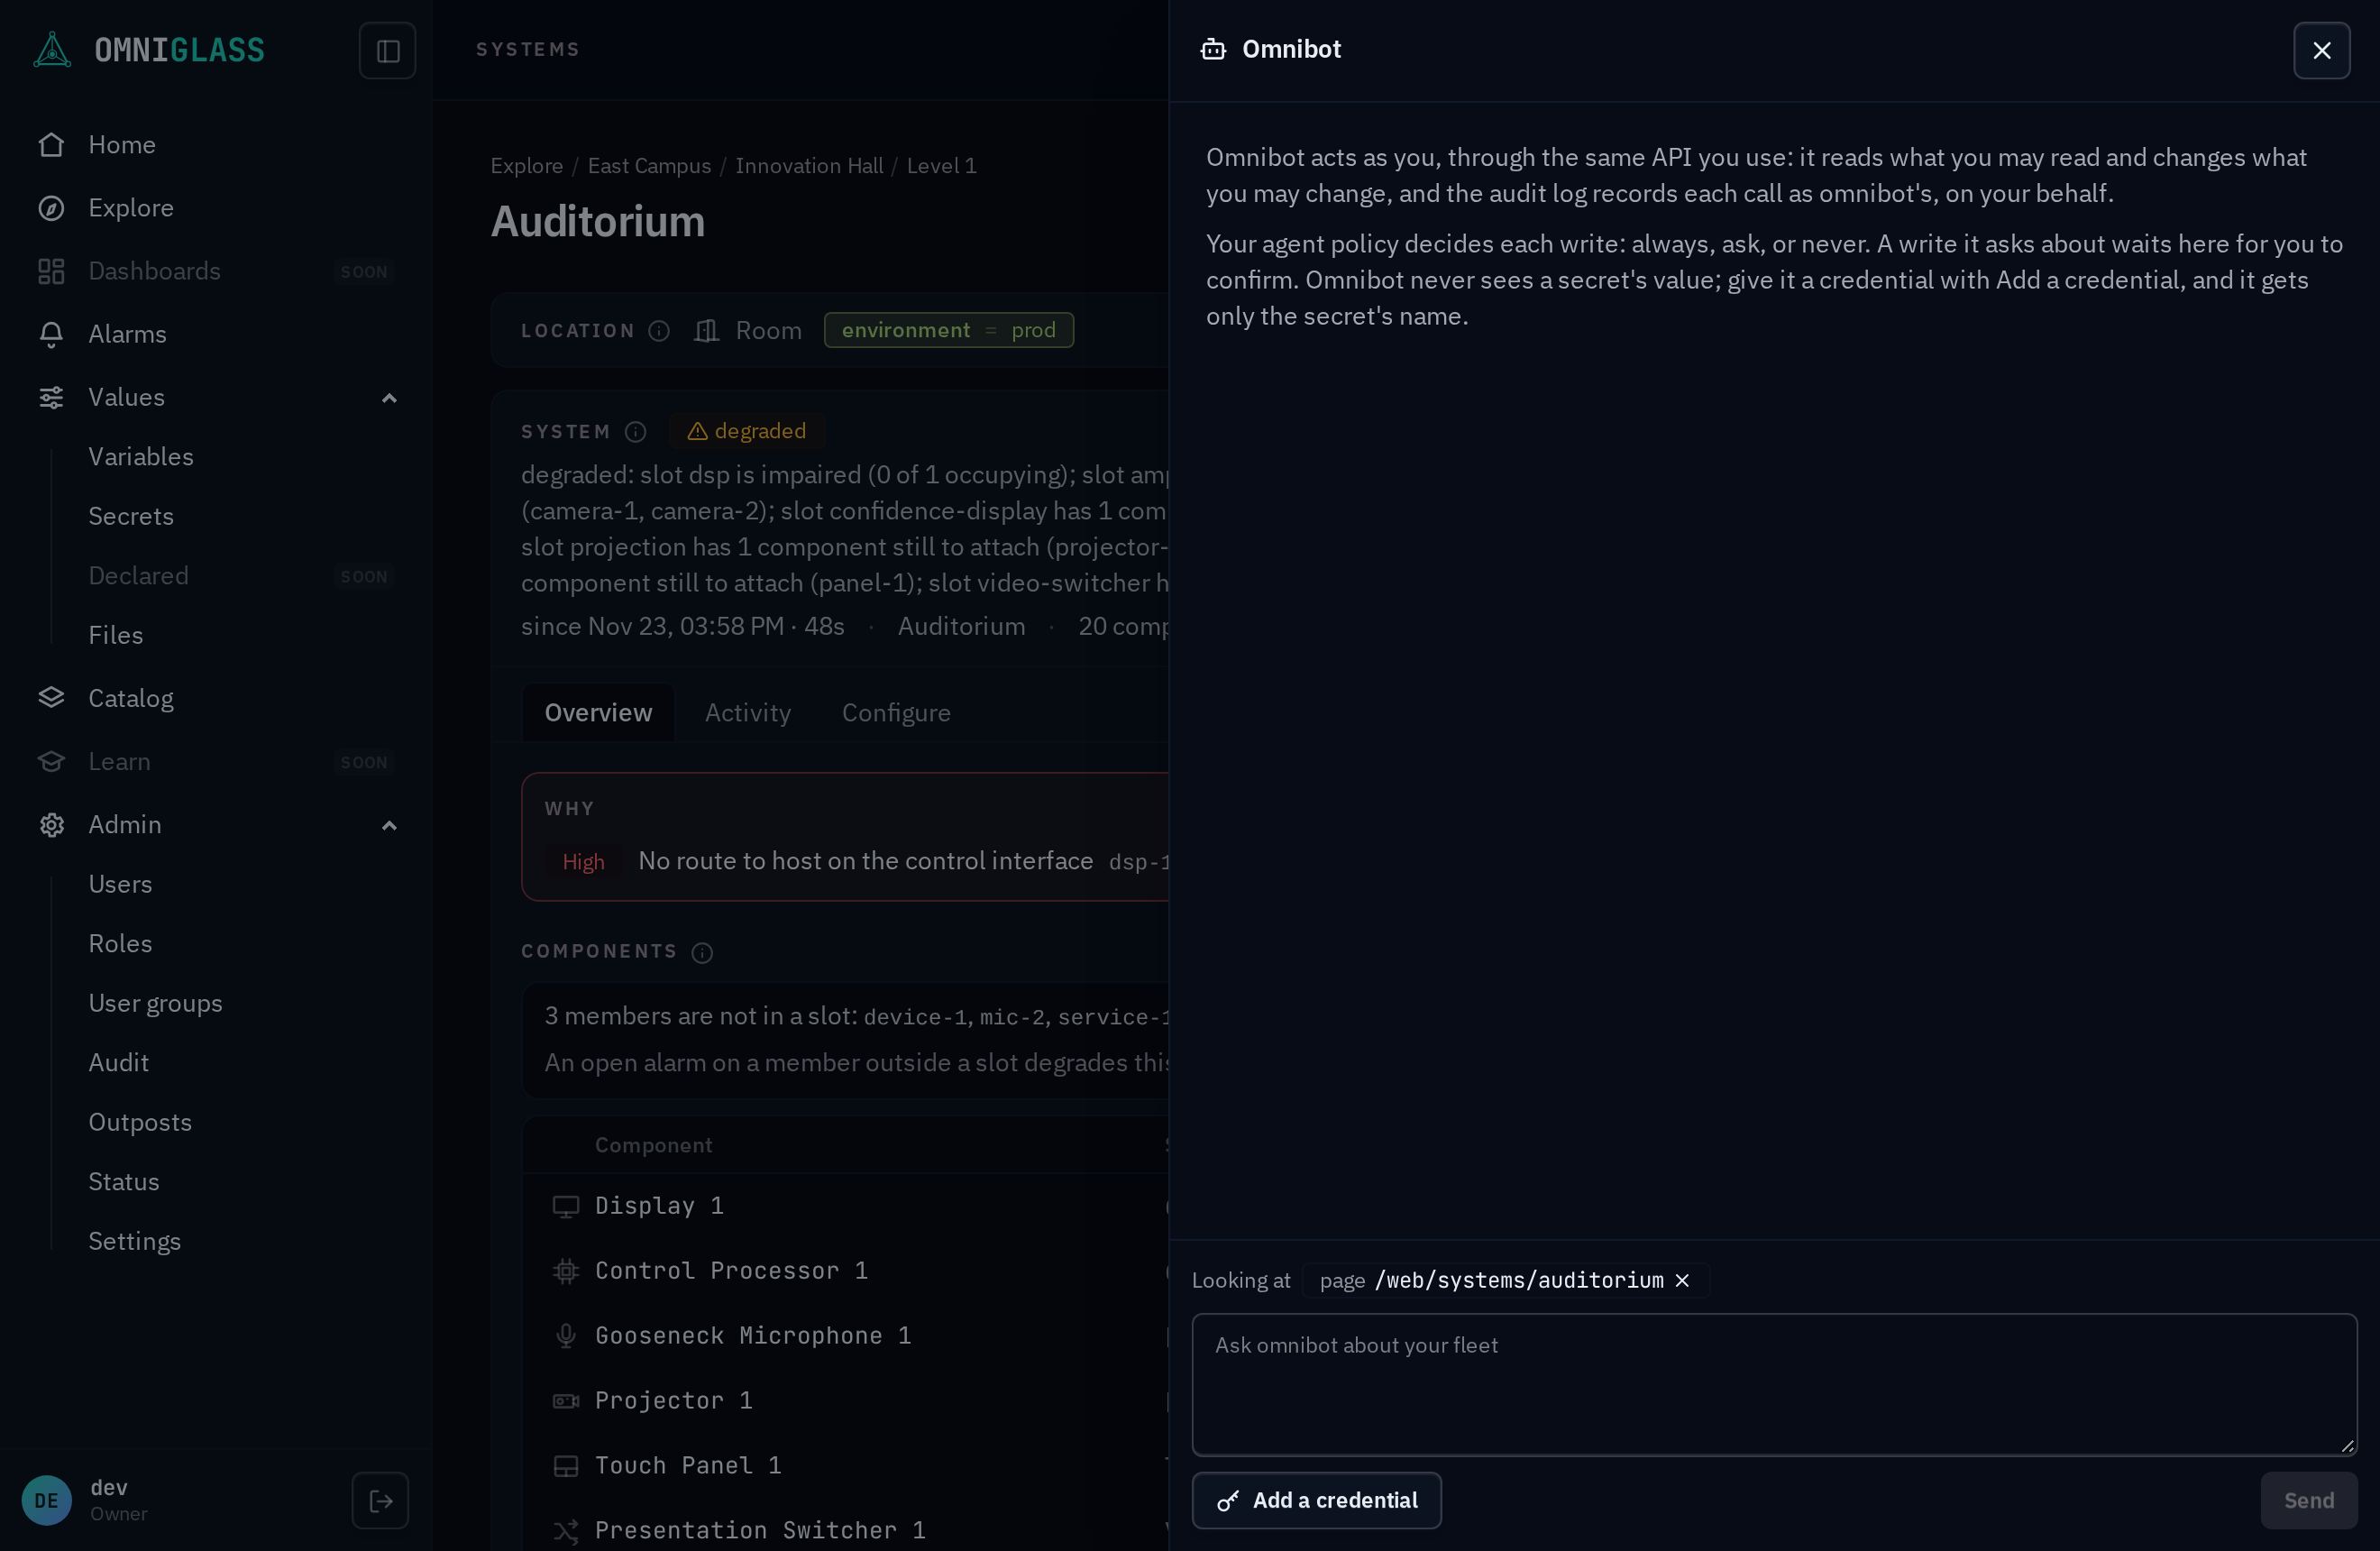 OMNIGLASS
Home
Explore
Dashboards SOON
Alarms
Values
Variables
Secrets
Declared SOON
Files
Catalog
Learn SOON
Admin
Users
Roles
User groups
Audit
Outposts
Status
Settings
DE dev
Owner
SYSTEMS
Explore / East Campus / Innovation Hall / Level 1
Auditorium
LOCATION Room environment = prod
SYSTEM degraded
degraded: slot dsp is impaired (0 of 1 occupying); slot
(camera-1, camera-2); slot confidence-display has 1
slot projection has 1 component still to attach
component still to attach (panel-1); slot video-switcher
since Nov 23, 03:58 PM · 48s · Auditorium · 20
Overview Activity Configure
WHY
High No route to host on the control interface
COMPONENTS
3 members are not in a slot: device-1, mic-2, service-1
An open alarm on a member outside a slot degrades
Component
Display 1
Control Processor 1
Gooseneck Microphone 1
Projector 1
Touch Panel 1
Presentation Switcher 1
Omnibot
Omnibot acts as you, through the same API you use: it reads what you may read and changes what
you may change, and the audit log records each call as omnibot's, on your behalf.
Your agent policy decides each write: always, ask, or never. A write it asks about waits here for you to
confirm. Omnibot never sees a secret's value; give it a credential with Add a credential, and it gets
only the secret's name.
Looking at page /web/systems/auditorium
Ask omnibot about your fleet
Add a credential
Send